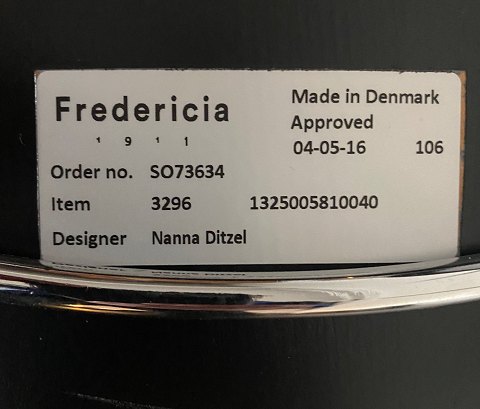 Fredericia
1 9 1 1
Made in Denmark
Approved
04-05-16 106
Order no. SO73634
Item 3296 1325005810040
Designer Nanna Ditzel